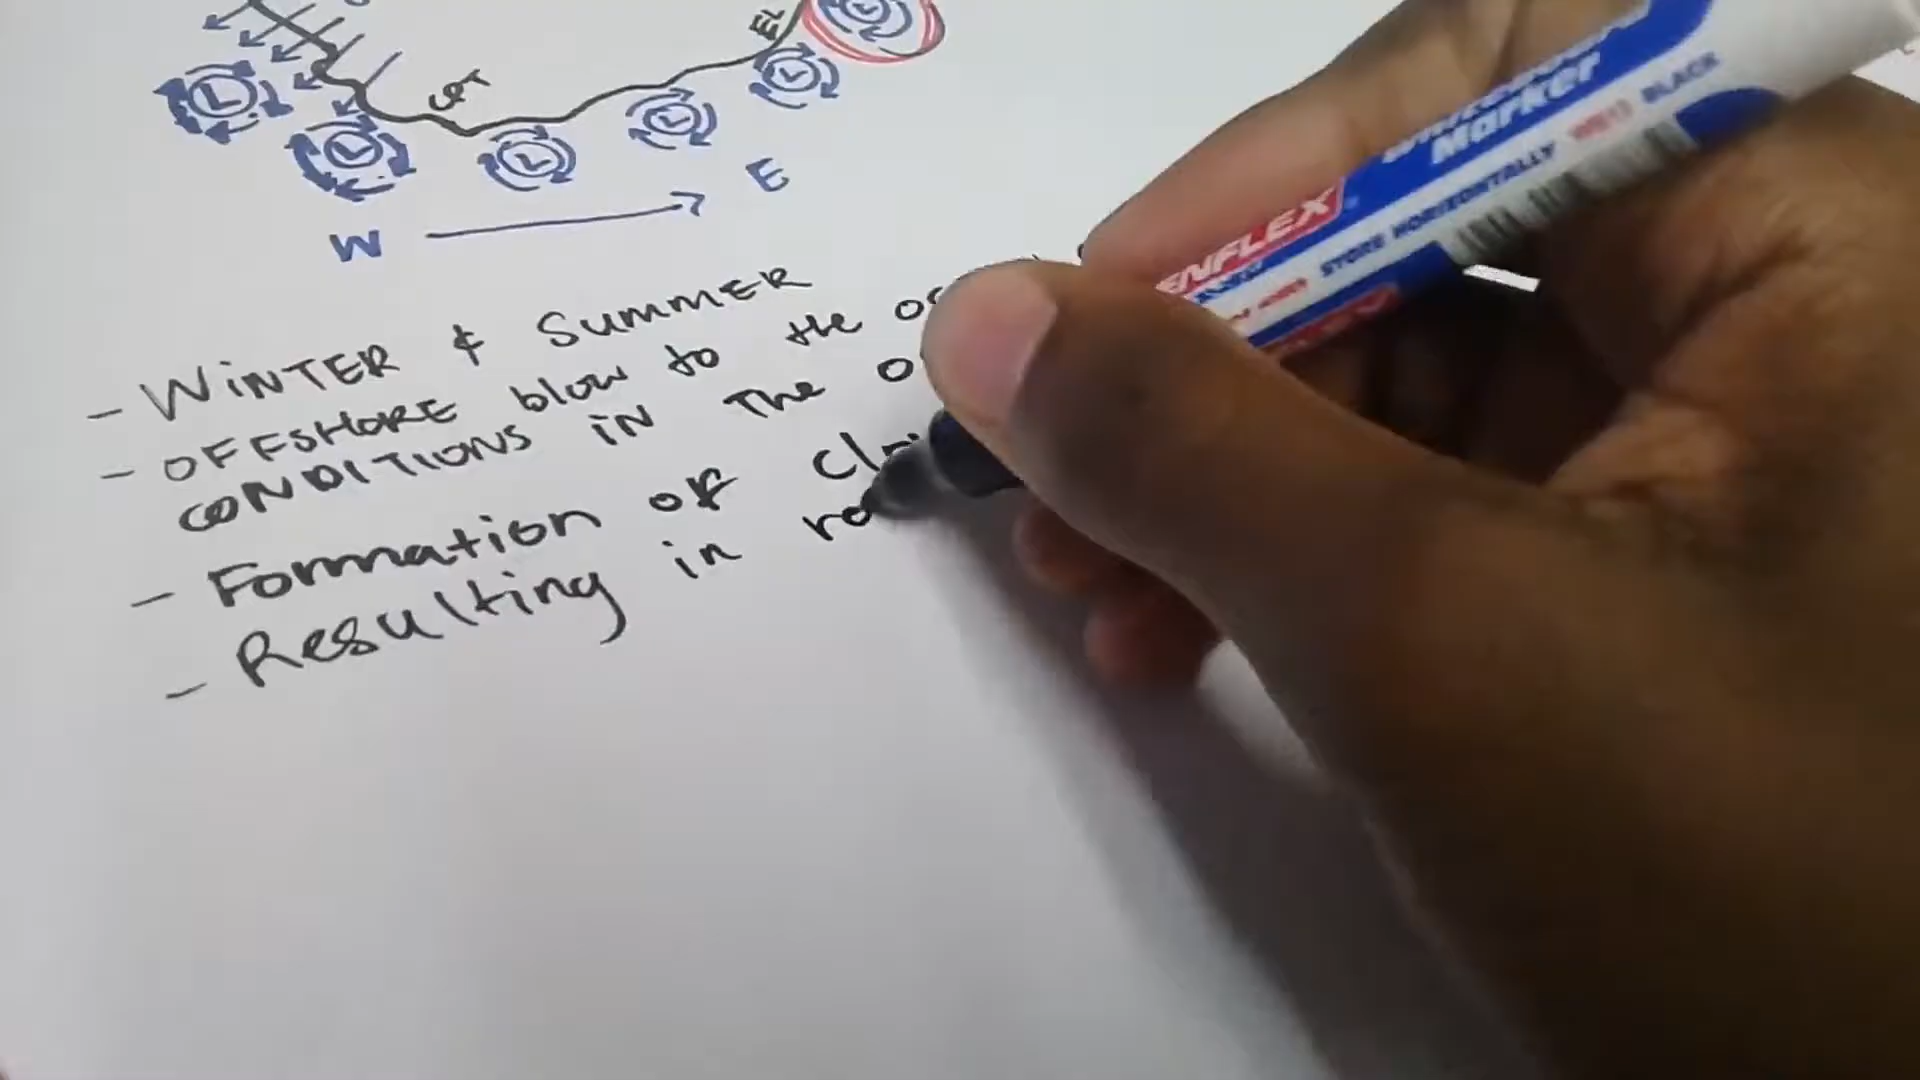 EL
CPT
E
W
- WINTER & SUMMER
- OFFSHORE blow to the
CONDITIONS IN The
- Formation of
- Resulting in
L
L
L
L
L
L
ENFLEX
Marker
WB15 BLACK
STORE HORIZONTALLY